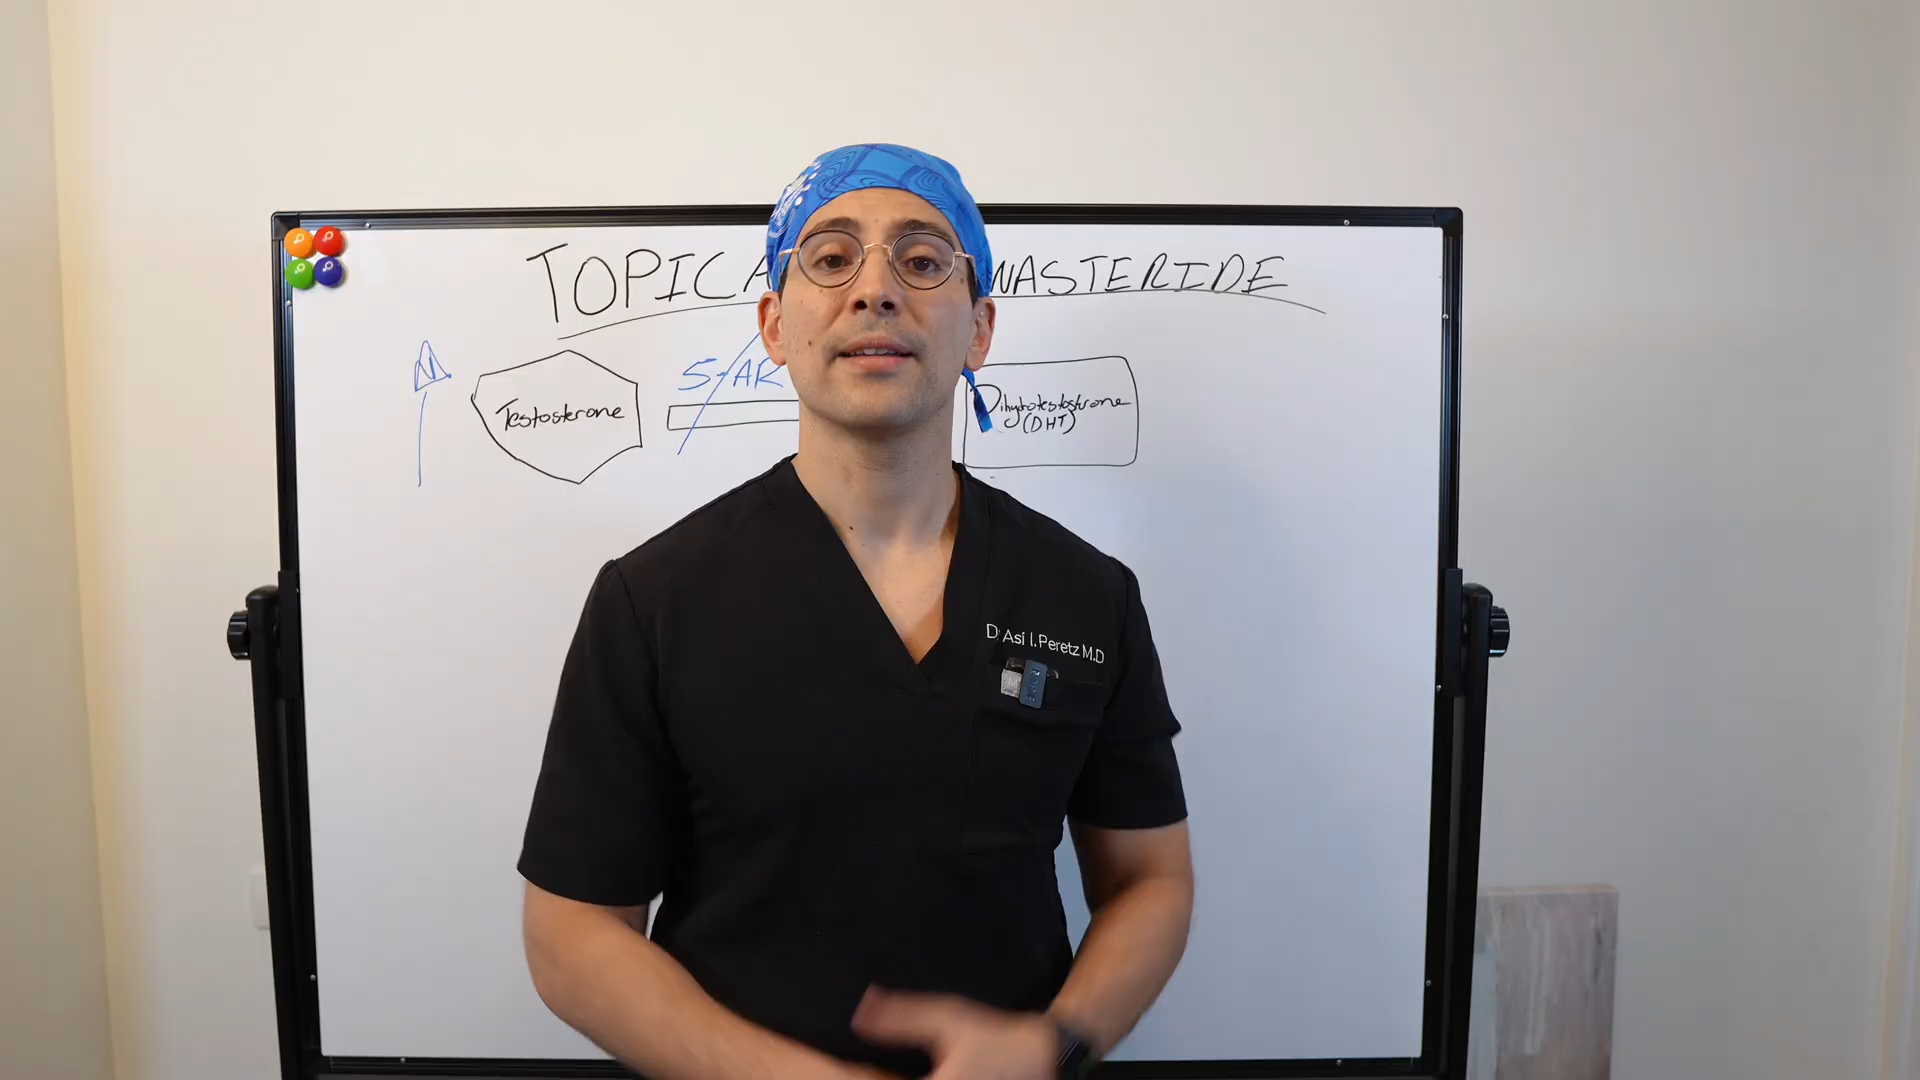 TOPICA NASTERIDE
5-AR
Testosterone
Dihydrotestosterone
(DHT)
D Asi I. Peretz M.D